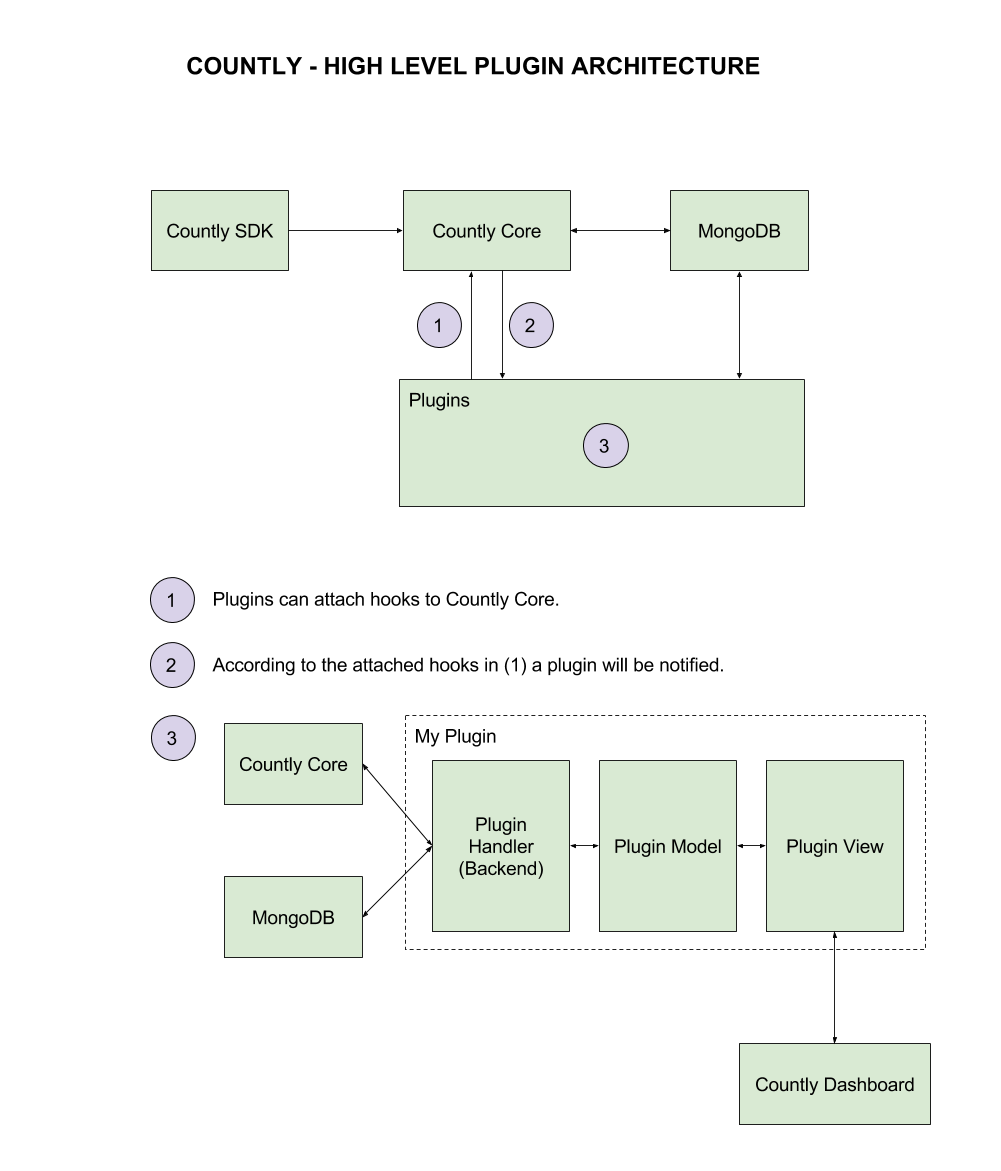 COUNTLY - HIGH LEVEL PLUGIN ARCHITECTURE
Countly SDK
Countly Core
MongoDB
1
2
Plugins
3
1
Plugins can attach hooks to Countly Core.
2
According to the attached hooks in (1) a plugin will be notified.
3
Countly Core
MongoDB
My Plugin
Plugin
Handler
(Backend)
Plugin Model
Plugin View
Countly Dashboard